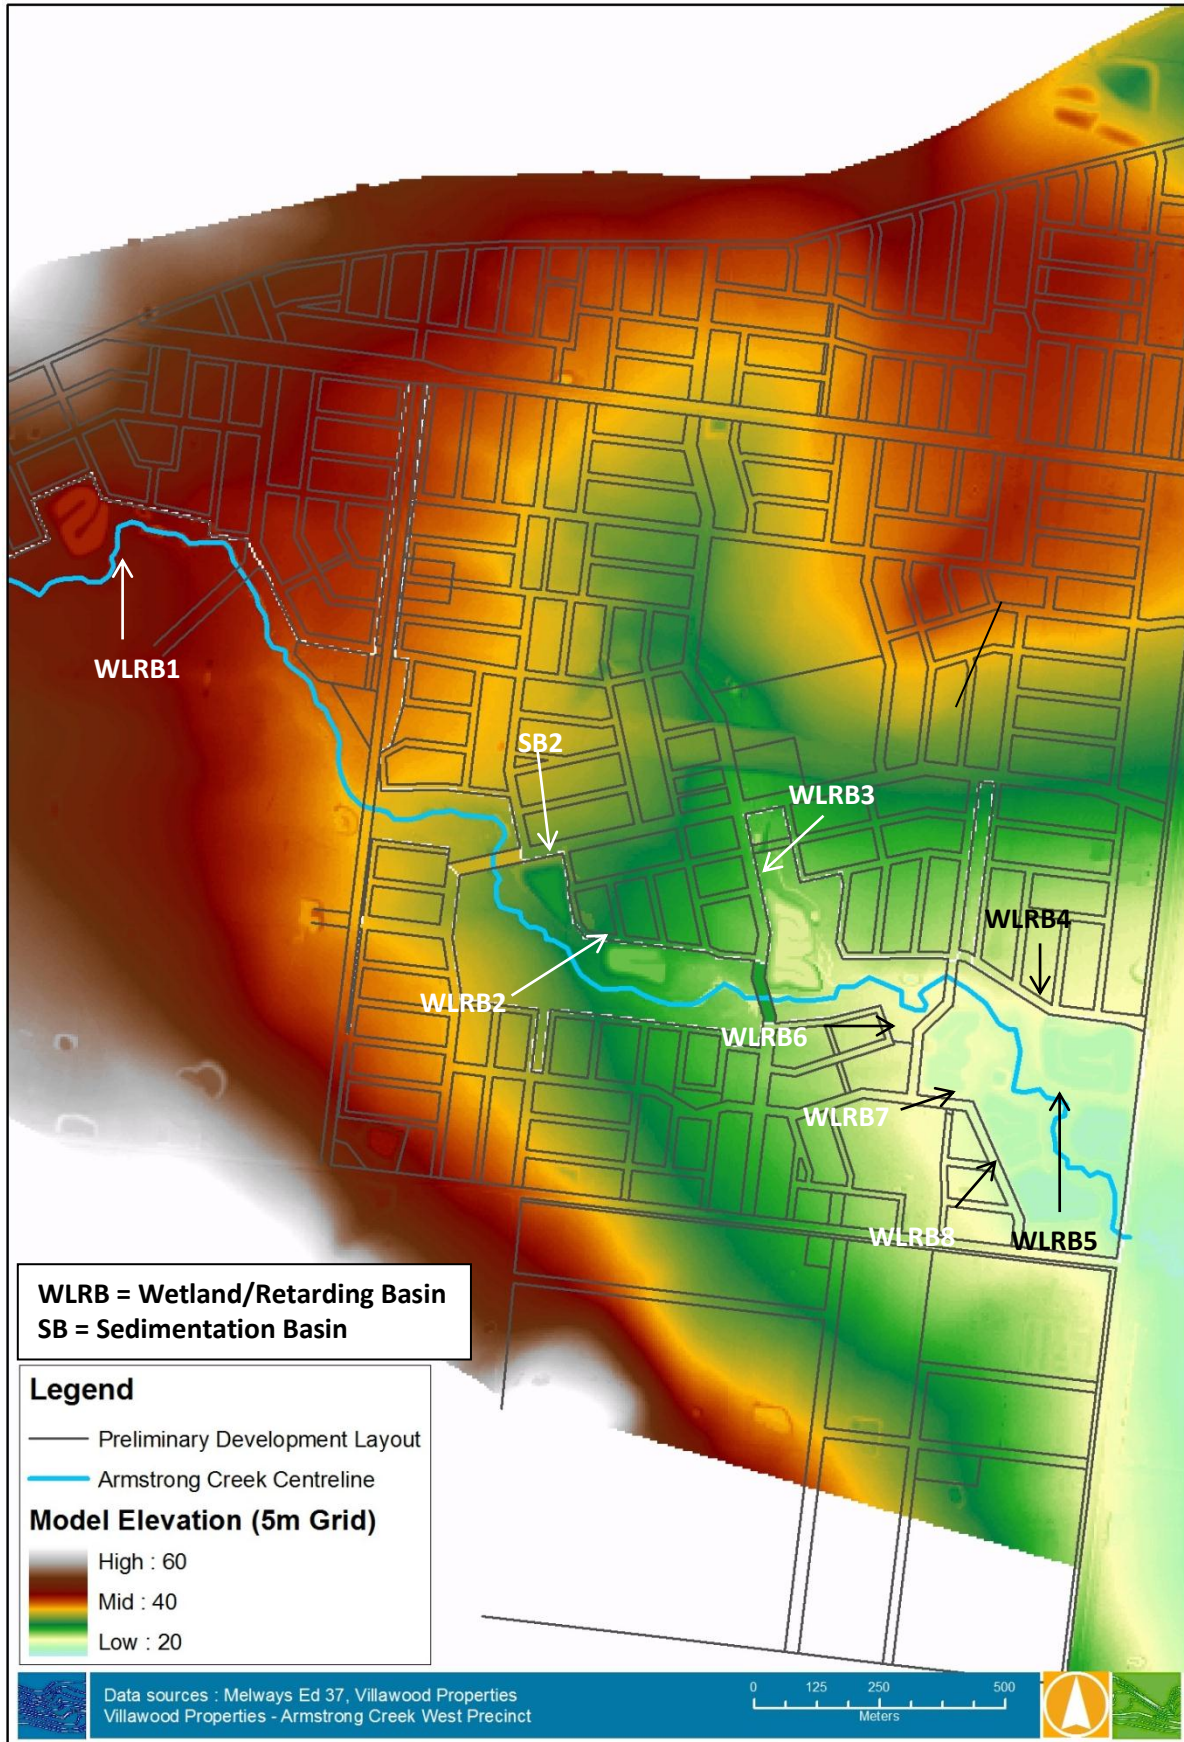 WLRB1
SB2
WLRB3
WLRB4
WLRB2
WLRB6
WLRB7
WLRB8
WLRB5
WLRB = Wetland/Retarding Basin
SB = Sedimentation Basin
Legend
Preliminary Development Layout
Armstrong Creek Centreline
Model Elevation (5m Grid)
High : 60
Mid : 40
Low : 20
Data sources : Melways Ed 37, Villawood Properties
Villawood Properties - Armstrong Creek West Precinct
0 125 250 500
Meters